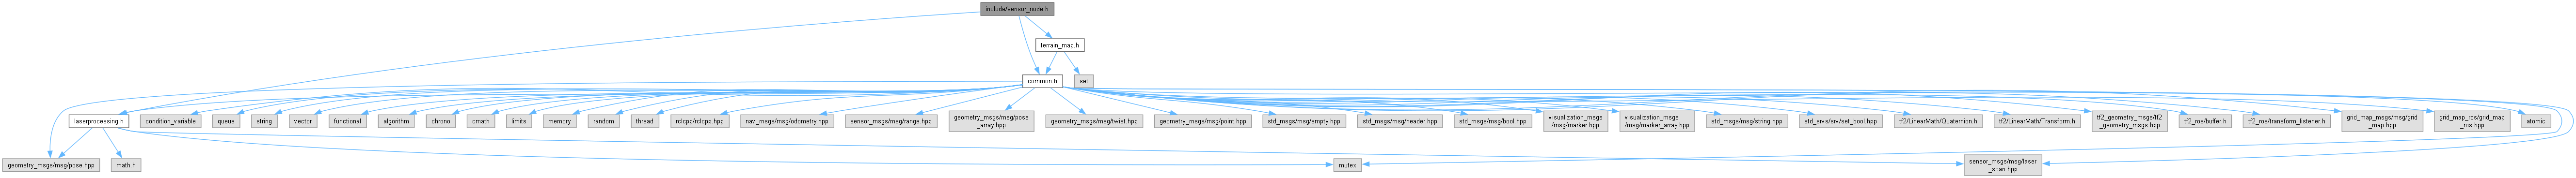 include/sensor_node.h
terrain_map.h
common.h
set
laserprocessing.h
condition_variable
queue
string
vector
functional
algorithm
chrono
cmath
limits
memory
random
thread
rclcpp/rclcpp.hpp
nav_msgs/msg/odometry.hpp
sensor_msgs/msg/range.hpp
geometry_msgs/msg/pose
_array.hpp
geometry_msgs/msg/twist.hpp
geometry_msgs/msg/point.hpp
std_msgs/msg/empty.hpp
std_msgs/msg/header.hpp
std_msgs/msg/bool.hpp
visualization_msgs
/msg/marker.hpp
visualization_msgs
/msg/marker_array.hpp
std_msgs/msg/string.hpp
std_srvs/srv/set_bool.hpp
tf2/LinearMath/Quaternion.h
tf2/LinearMath/Transform.h
tf2_geometry_msgs/tf2
_geometry_msgs.hpp
tf2_ros/buffer.h
tf2_ros/transform_listener.h
grid_map_msgs/msg/grid
_map.hpp
grid_map_ros/grid_map
_ros.hpp
atomic
geometry_msgs/msg/pose.hpp
math.h
mutex
sensor_msgs/msg/laser
_scan.hpp